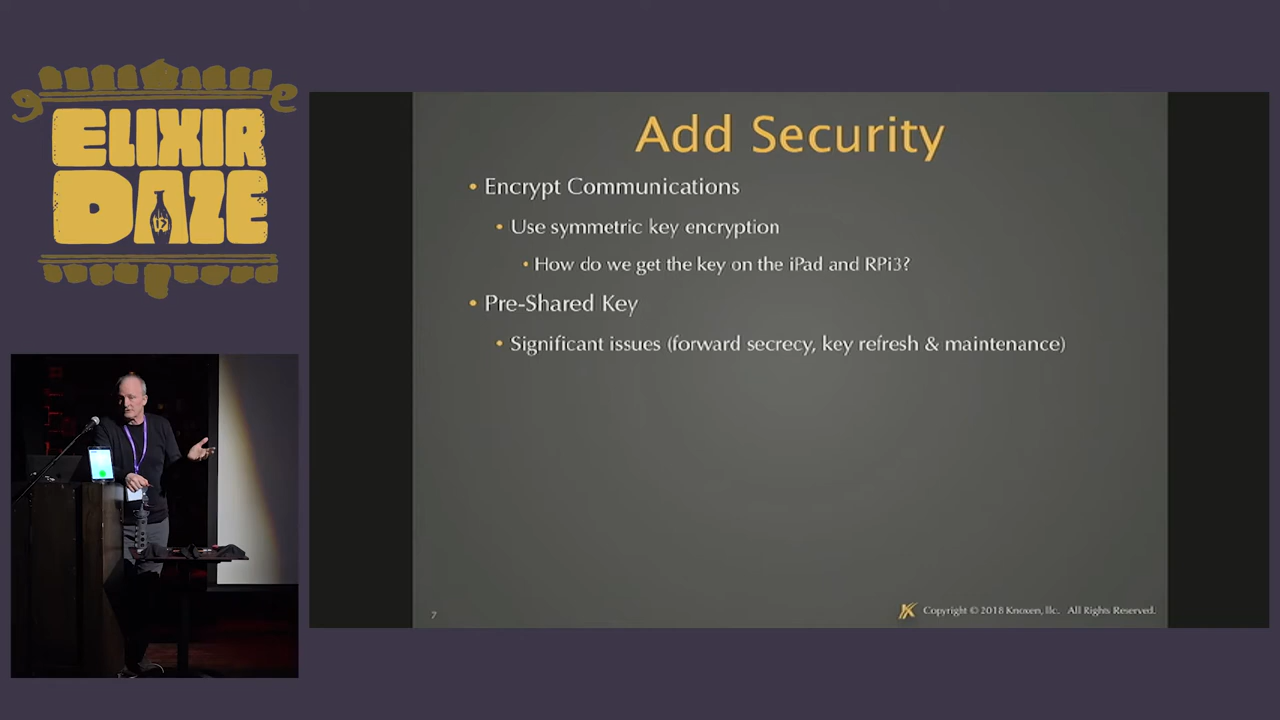 ELIXIR
DAZE
Add Security
• Encrypt Communications
• Use symmetric key encryption
• How do we get the key on the iPad and RPi3?
• Pre-Shared Key
• Significant issues (forward secrecy, key refresh & maintenance)
7
Copyright © 2018 Knoxen, llc. All Rights Reserved.